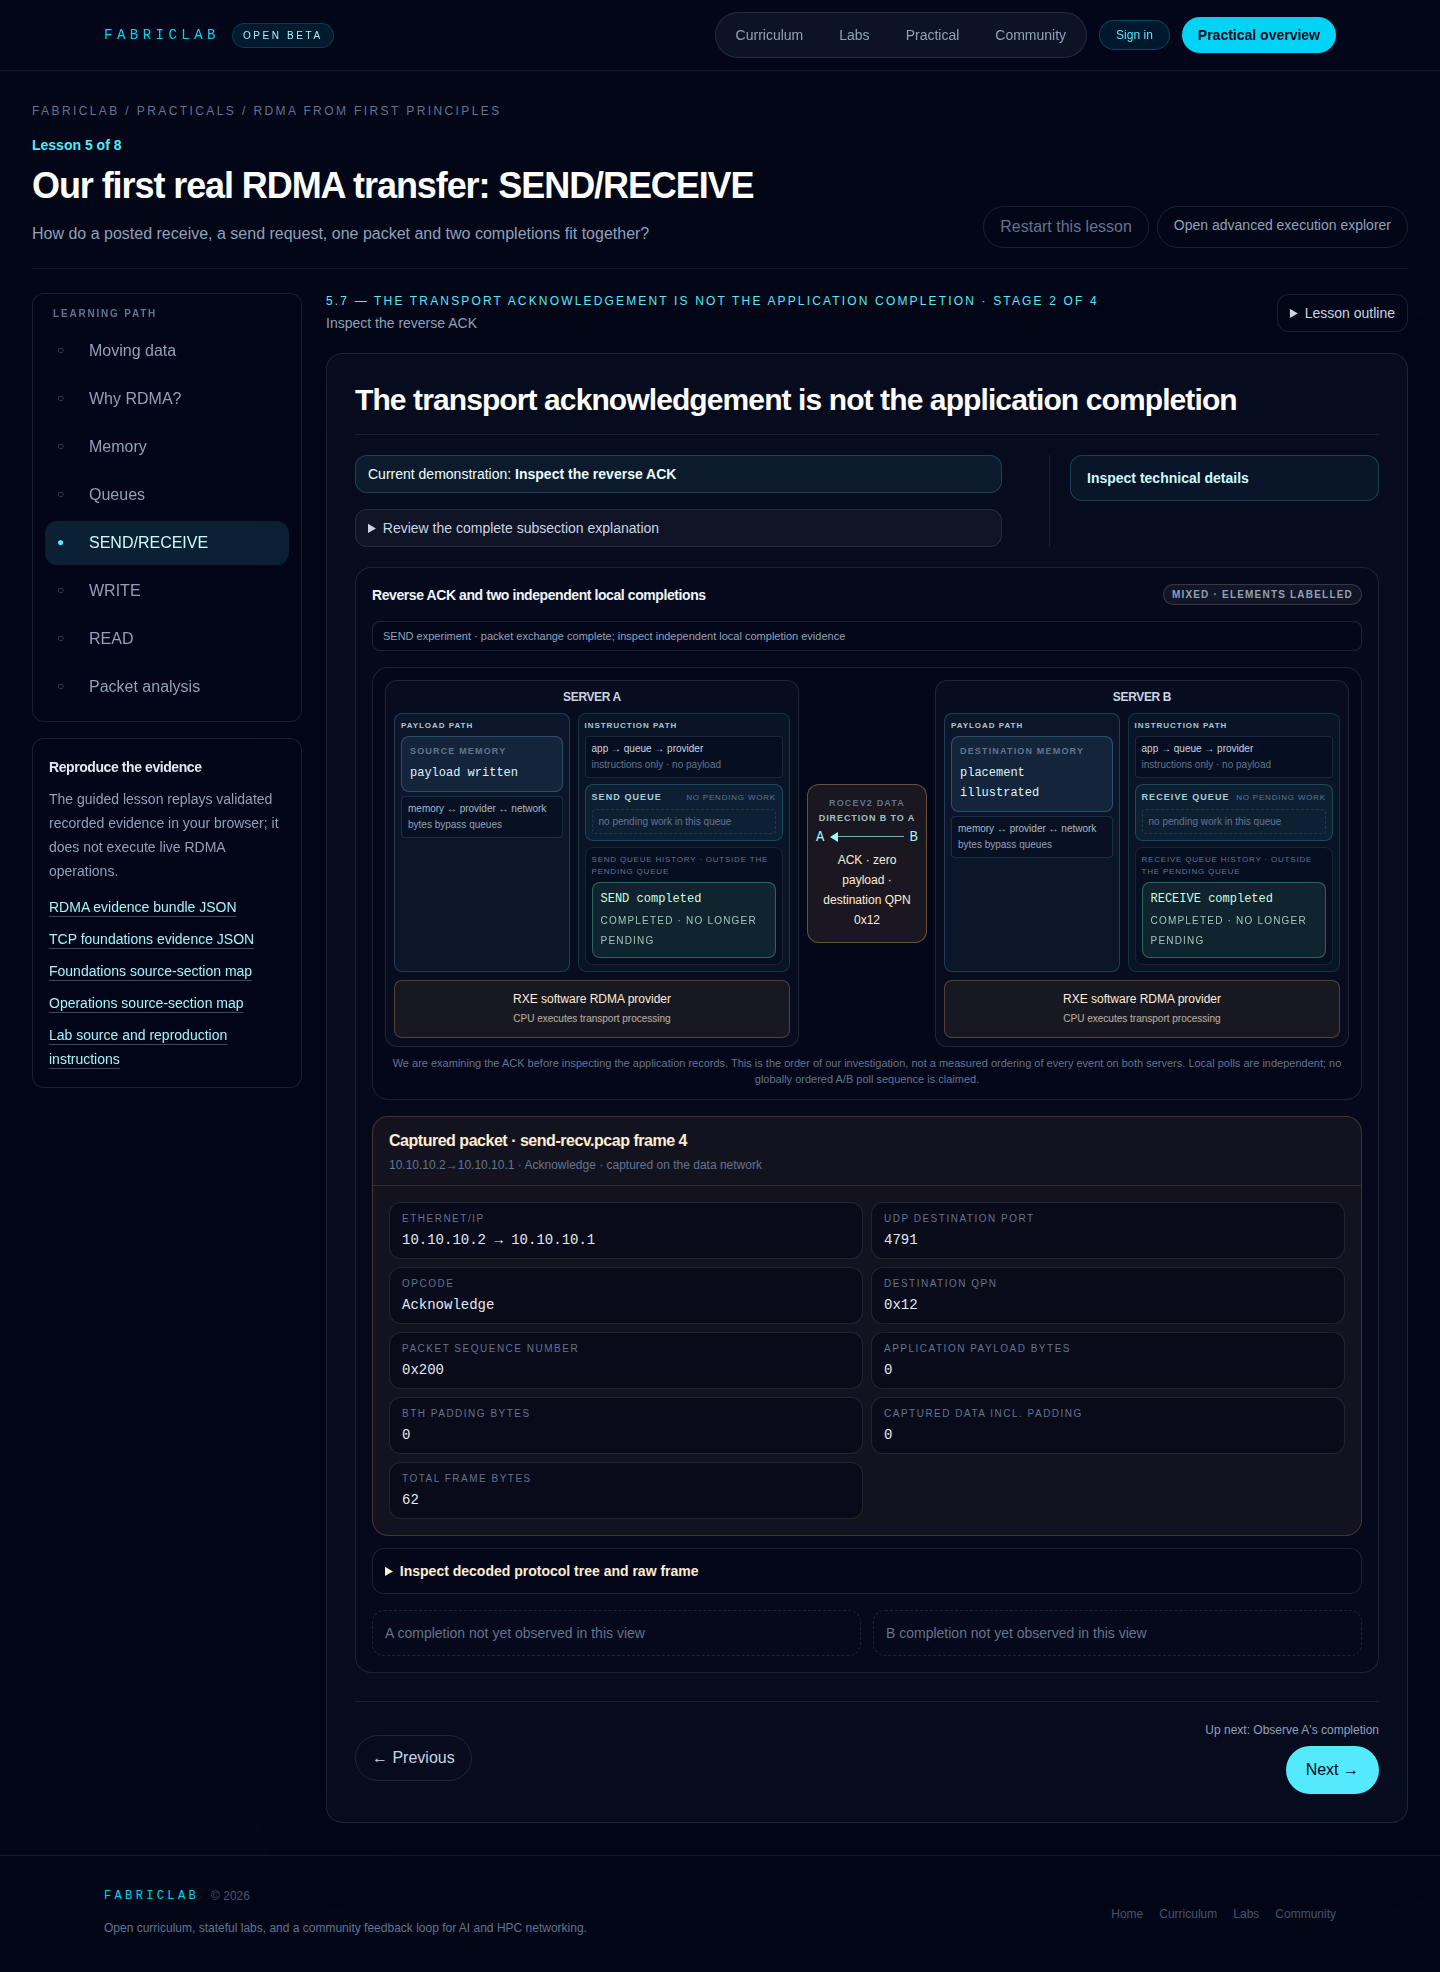 FABRICLAB
OPEN BETA
Curriculum
Labs
Practical
Community
Sign in
Practical overview
FABRICLAB / PRACTICALS / RDMA FROM FIRST PRINCIPLES
Lesson 5 of 8
Our first real RDMA transfer: SEND/RECEIVE
How do a posted receive, a send request, one packet and two completions fit together?
Restart this lesson
Open advanced execution explorer
LEARNING PATH
Moving data
Why RDMA?
Memory
Queues
SEND/RECEIVE
WRITE
READ
Packet analysis
Reproduce the evidence
The guided lesson replays validated
recorded evidence in your browser; it
does not execute live RDMA
operations.
RDMA evidence bundle JSON
TCP foundations evidence JSON
Foundations source-section map
Operations source-section map
Lab source and reproduction
instructions
5.7 — THE TRANSPORT ACKNOWLEDGEMENT IS NOT THE APPLICATION COMPLETION · STAGE 2 OF 4
Inspect the reverse ACK
▶ Lesson outline
The transport acknowledgement is not the application completion
Current demonstration: Inspect the reverse ACK
▶ Review the complete subsection explanation
Inspect technical details
Reverse ACK and two independent local completions
MIXED · ELEMENTS LABELLED
SEND experiment · packet exchange complete; inspect independent local completion evidence
SERVER A
PAYLOAD PATH
SOURCE MEMORY
payload written
memory ↔ provider ↔ network
bytes bypass queues
INSTRUCTION PATH
app → queue → provider
instructions only · no payload
SEND QUEUE
NO PENDING WORK
no pending work in this queue
SEND QUEUE HISTORY · OUTSIDE THE
PENDING QUEUE
SEND completed
COMPLETED · NO LONGER
PENDING
RXE software RDMA provider
CPU executes transport processing
ROCEV2 DATA
DIRECTION B TO A
A ◀ B
ACK · zero
payload ·
destination QPN
0x12
SERVER B
PAYLOAD PATH
DESTINATION MEMORY
placement
illustrated
memory ↔ provider ↔ network
bytes bypass queues
INSTRUCTION PATH
app → queue → provider
instructions only · no payload
RECEIVE QUEUE
NO PENDING WORK
no pending work in this queue
RECEIVE QUEUE HISTORY · OUTSIDE
THE PENDING QUEUE
RECEIVE completed
COMPLETED · NO LONGER
PENDING
RXE software RDMA provider
CPU executes transport processing
We are examining the ACK before inspecting the application records. This is the order of our investigation, not a measured ordering of every event on both servers. Local polls are independent; no
globally ordered A/B poll sequence is claimed.
Captured packet · send-recv.pcap frame 4
10.10.10.2→10.10.10.1 · Acknowledge · captured on the data network
ETHERNET/IP
10.10.10.2 → 10.10.10.1
UDP DESTINATION PORT
4791
OPCODE
Acknowledge
DESTINATION QPN
0x12
PACKET SEQUENCE NUMBER
0x200
APPLICATION PAYLOAD BYTES
0
BTH PADDING BYTES
0
CAPTURED DATA INCL. PADDING
0
TOTAL FRAME BYTES
62
▶ Inspect decoded protocol tree and raw frame
A completion not yet observed in this view
B completion not yet observed in this view
← Previous
Up next: Observe A's completion
Next →
FABRICLAB
© 2026
Open curriculum, stateful labs, and a community feedback loop for AI and HPC networking.
Home
Curriculum
Labs
Community